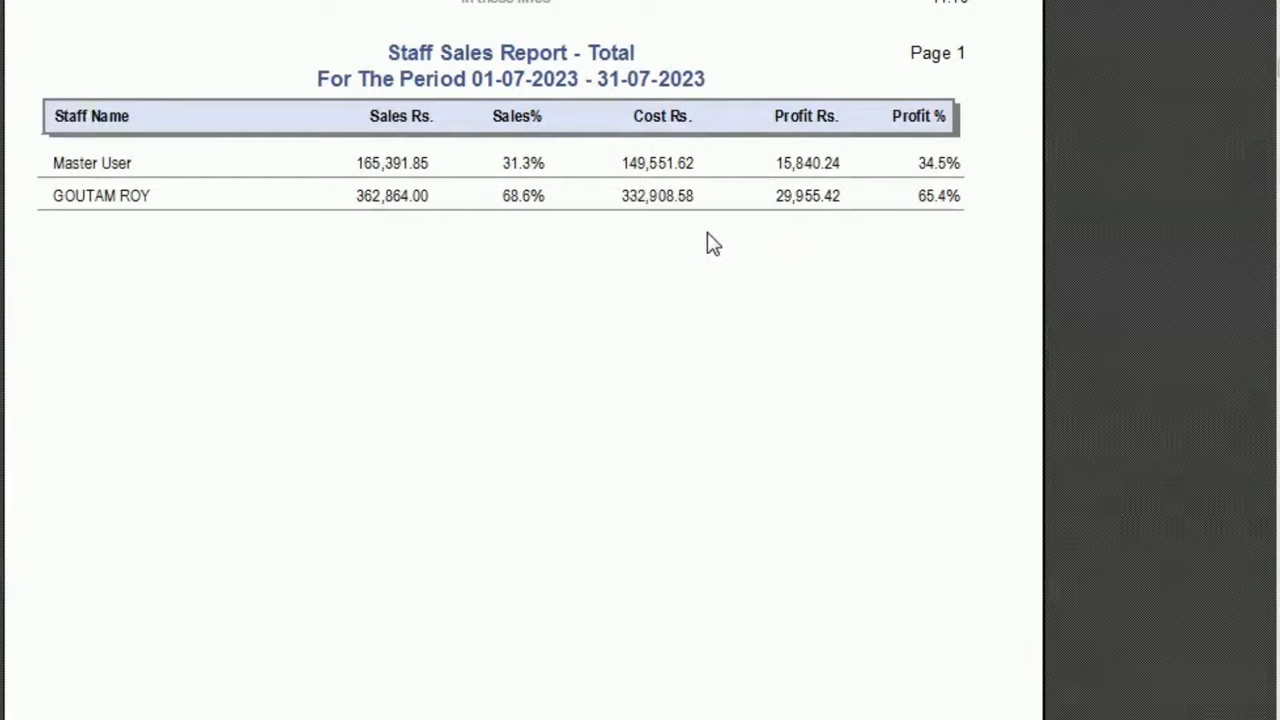 Staff Sales Report - Total
Page 1
For The Period 01-07-2023 - 31-07-2023
Staff Name Sales Rs. Sales% Cost Rs. Profit Rs. Profit %
Master User 165,391.85 31.3% 149,551.62 15,840.24 34.5%
GOUTAM ROY 362,864.00 68.6% 332,908.58 29,955.42 65.4%